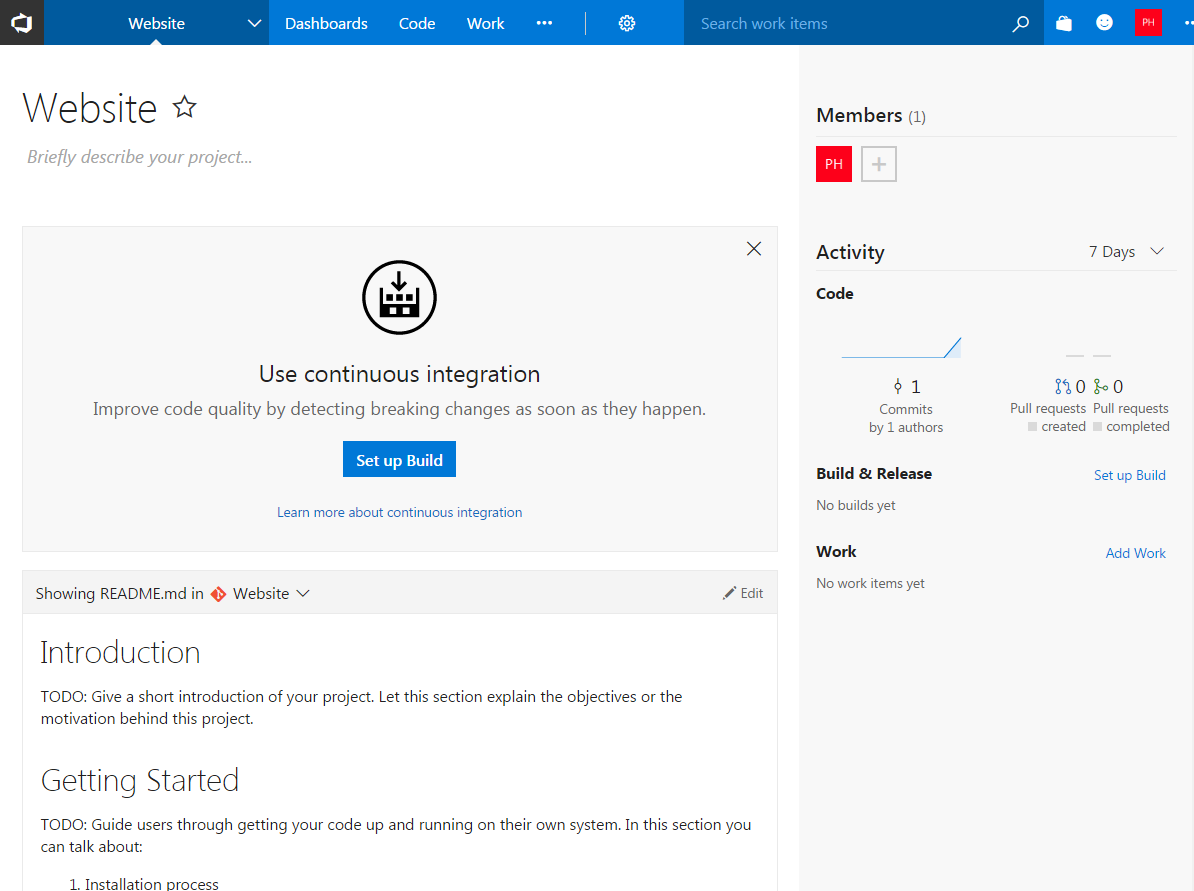 Website
Dashboards
Code
Work
•••
Search work items
PH
Website
Briefly describe your project...
Use continuous integration
Improve code quality by detecting breaking changes as soon as they happen.
Set up Build
Learn more about continuous integration
Showing README.md in Website
Edit
Introduction
TODO: Give a short introduction of your project. Let this section explain the objectives or the
motivation behind this project.
Getting Started
TODO: Guide users through getting your code up and running on their own system. In this section you
can talk about:
1. Installation process
Members (1)
PH
Activity
7 Days
Code
1
Commits
by 1 authors
0
Pull requests
created
0
Pull requests
completed
Build & Release
Set up Build
No builds yet
Work
Add Work
No work items yet